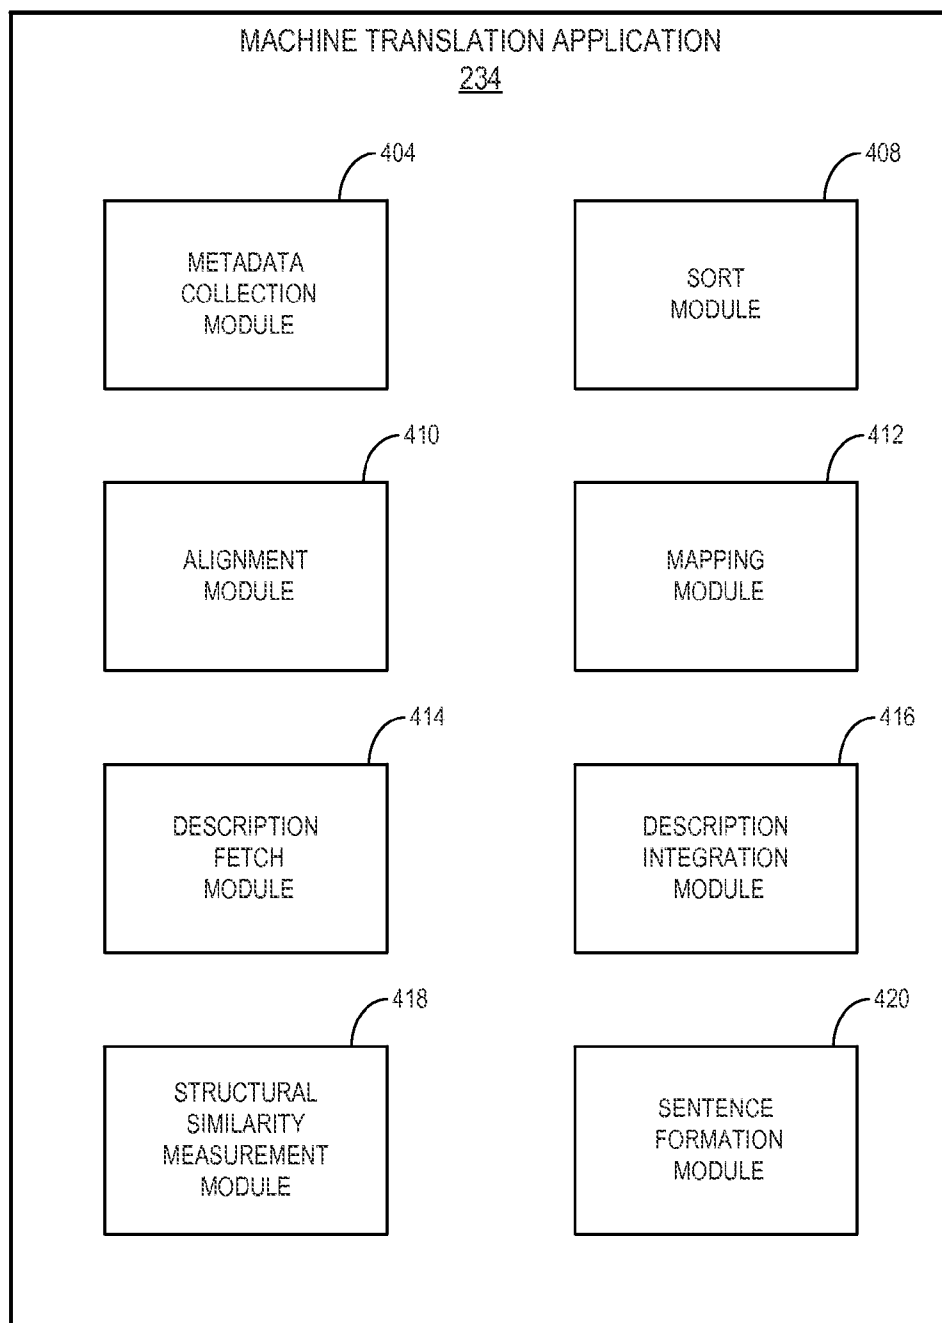 MACHINE TRANSLATION APPLICATION
234
404
METADATA
COLLECTION
MODULE
408
SORT
MODULE
410
ALIGNMENT
MODULE
412
MAPPING
MODULE
414
DESCRIPTION
FETCH
MODULE
416
DESCRIPTION
INTEGRATION
MODULE
418
STRUCTURAL
SIMILARITY
MEASUREMENT
MODULE
420
SENTENCE
FORMATION
MODULE